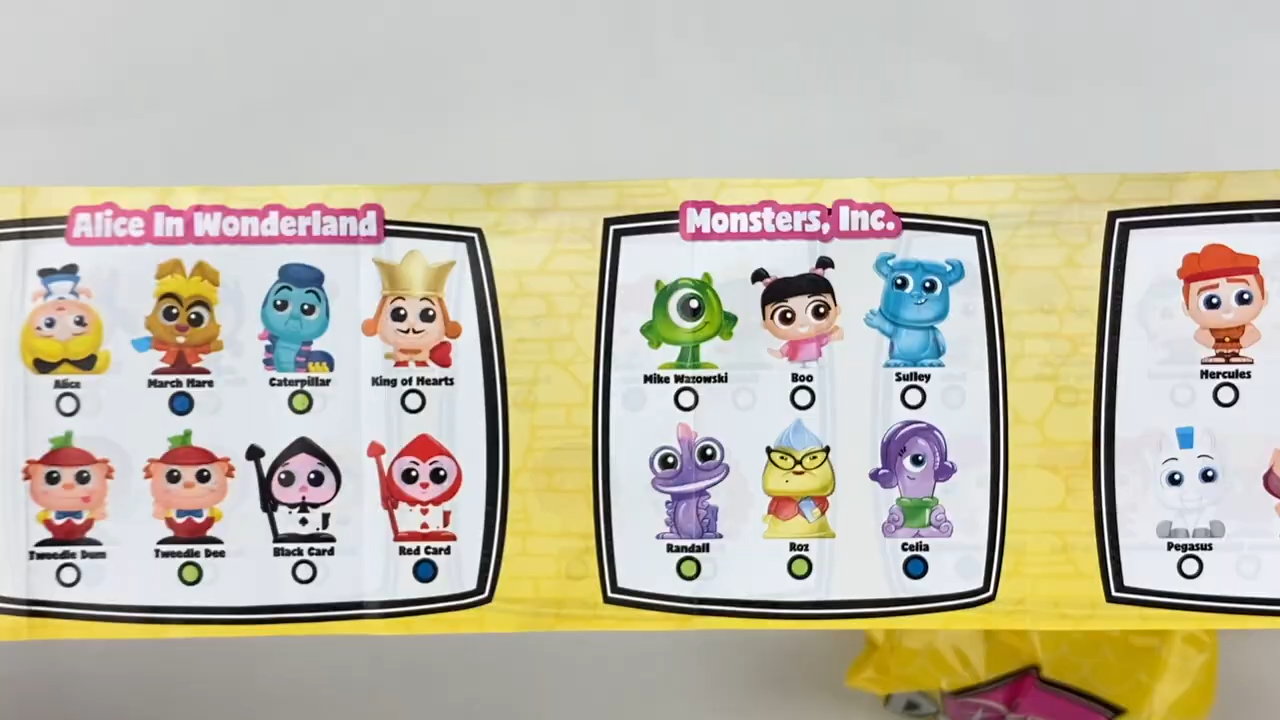 Alice In Wonderland
Alice
March Hare
Caterpillar
King of Hearts
Tweedle Dum
Tweedle Dee
Black Card
Red Card
Monsters, Inc.
Mike Wazowski
Boo
Sulley
Randall
Roz
Celia
Hercules
Pegasus